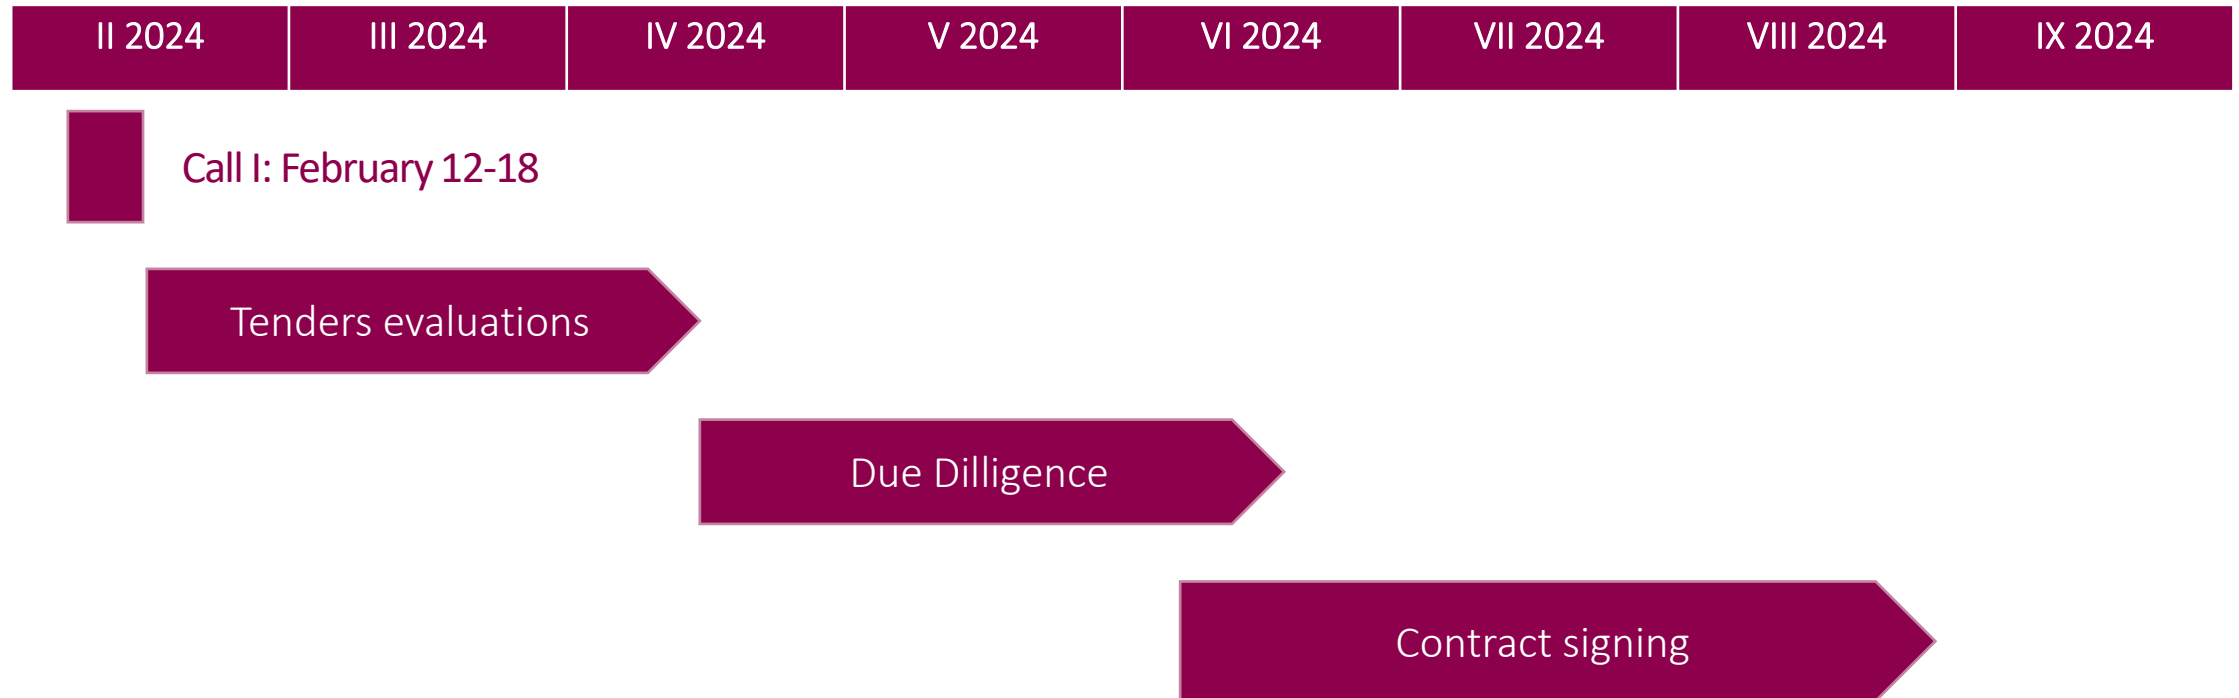 II 2024
III 2024
IV 2024
V 2024
VI 2024
VII 2024
VIII 2024
IX 2024
Call I: February 12-18
Tenders evaluations
Due Dilligence
Contract signing